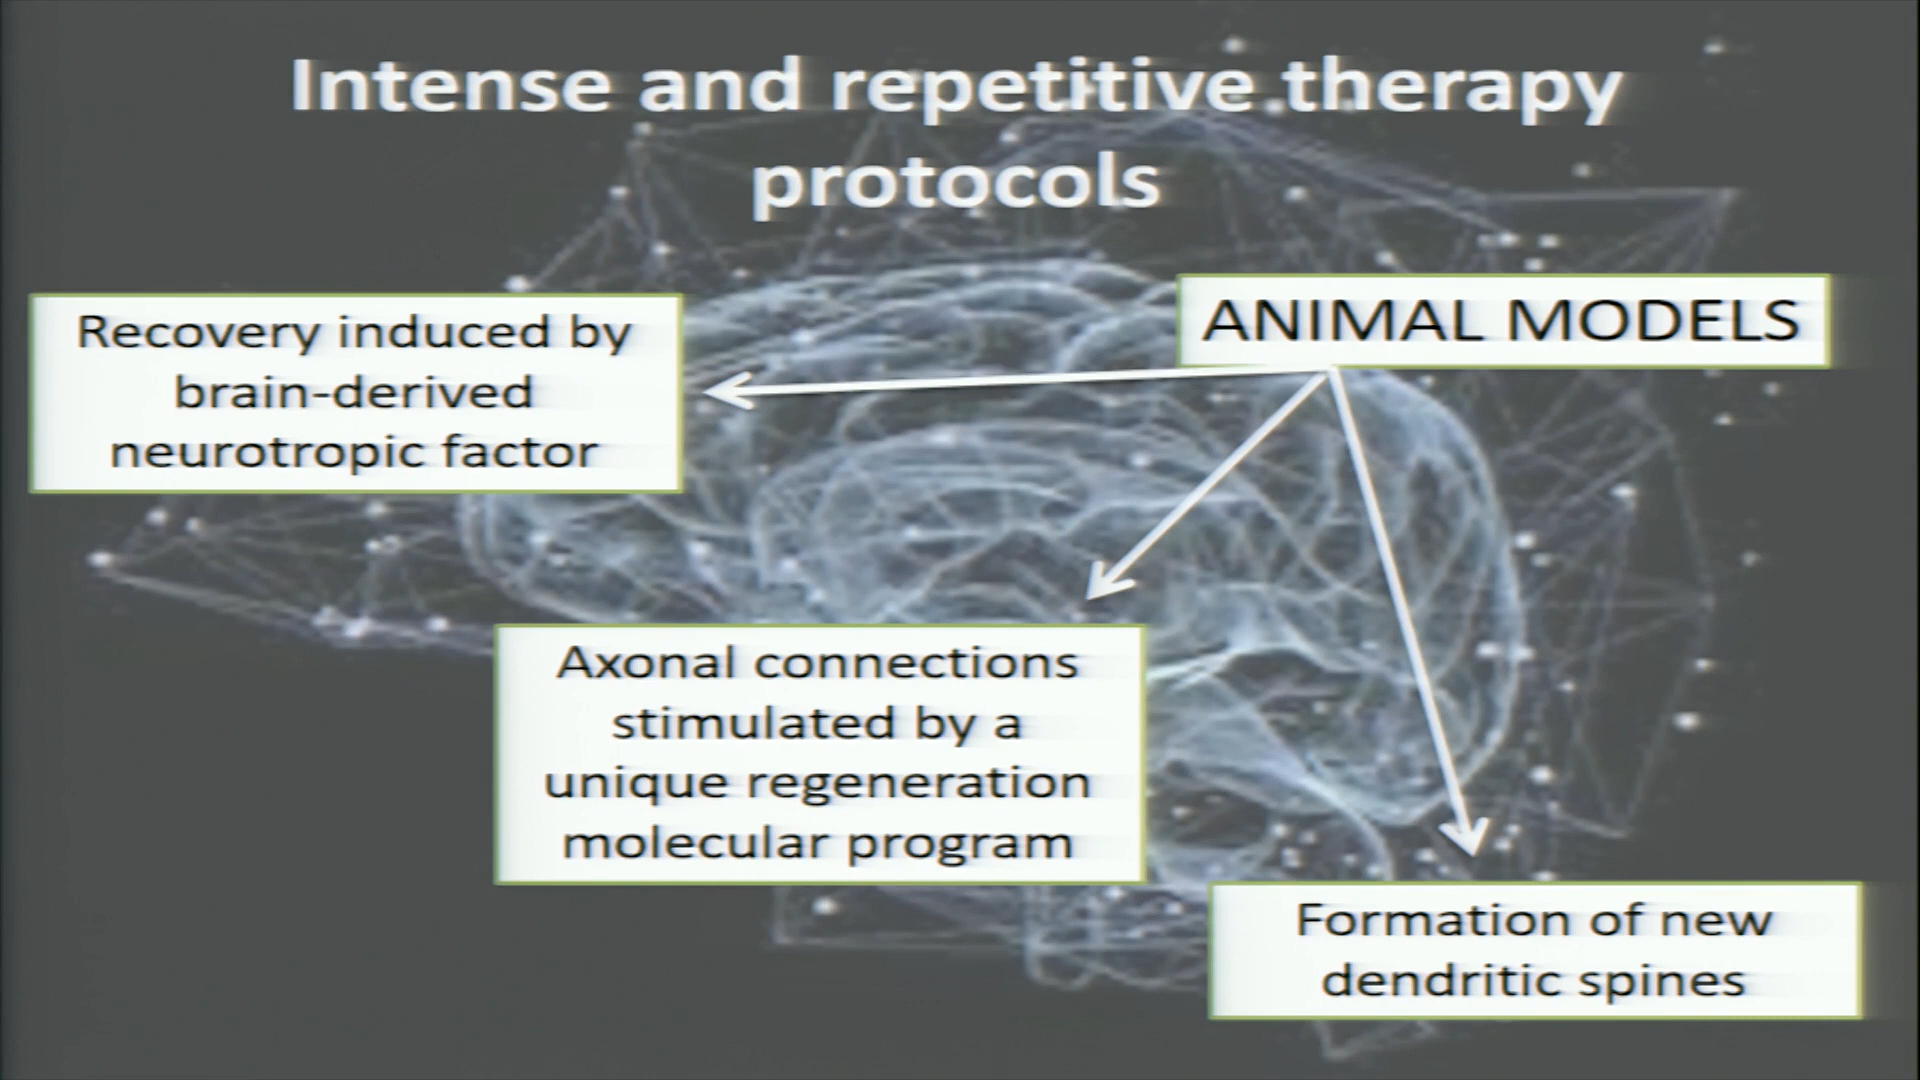 Intense and repetitive therapy
protocols
ANIMAL MODELS
Recovery induced by
brain-derived
neurotropic factor
Axonal connections
stimulated by a
unique regeneration
molecular program
Formation of new
dendritic spines